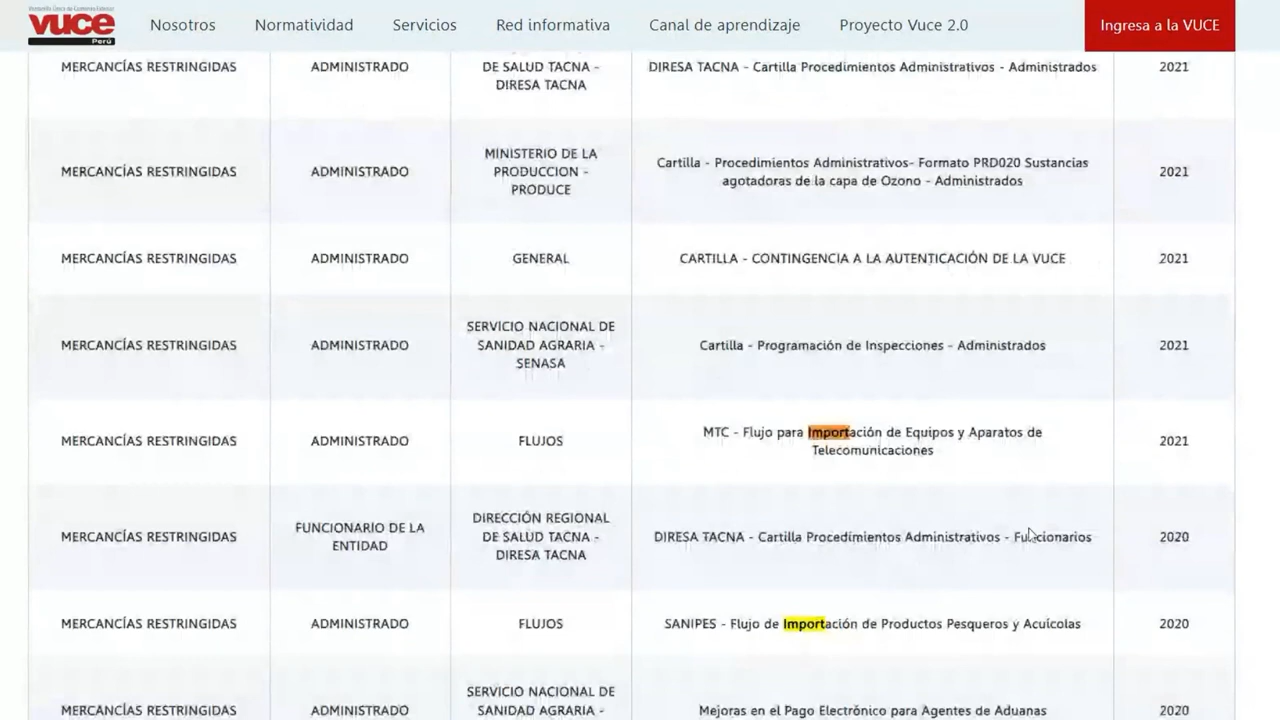 Ventanilla Única de Comercio Exterior
vuce
Perú
Nosotros
Normatividad
Servicios
Red informativa
Canal de aprendizaje
Proyecto Vuce 2.0
Ingresa a la VUCE
MERCANCÍAS RESTRINGIDAS
ADMINISTRADO
DE SALUD TACNA -
DIRESA TACNA
DIRESA TACNA - Cartilla Procedimientos Administrativos - Administrados
2021
MERCANCÍAS RESTRINGIDAS
ADMINISTRADO
MINISTERIO DE LA
PRODUCCION -
PRODUCE
Cartilla - Procedimientos Administrativos- Formato PRD020 Sustancias
agotadoras de la capa de Ozono - Administrados
2021
MERCANCÍAS RESTRINGIDAS
ADMINISTRADO
GENERAL
CARTILLA - CONTINGENCIA A LA AUTENTICACIÓN DE LA VUCE
2021
MERCANCÍAS RESTRINGIDAS
ADMINISTRADO
SERVICIO NACIONAL DE
SANIDAD AGRARIA -
SENASA
Cartilla - Programación de Inspecciones - Administrados
2021
MERCANCÍAS RESTRINGIDAS
ADMINISTRADO
FLUJOS
MTC - Flujo para Importación de Equipos y Aparatos de
Telecomunicaciones
2021
MERCANCÍAS RESTRINGIDAS
FUNCIONARIO DE LA
ENTIDAD
DIRECCIÓN REGIONAL
DE SALUD TACNA -
DIRESA TACNA
DIRESA TACNA - Cartilla Procedimientos Administrativos - Funcionarios
2020
MERCANCÍAS RESTRINGIDAS
ADMINISTRADO
FLUJOS
SANIPES - Flujo de Importación de Productos Pesqueros y Acuícolas
2020
MERCANCÍAS RESTRINGIDAS
ADMINISTRADO
SERVICIO NACIONAL DE
SANIDAD AGRARIA -
Mejoras en el Pago Electrónico para Agentes de Aduanas
2020